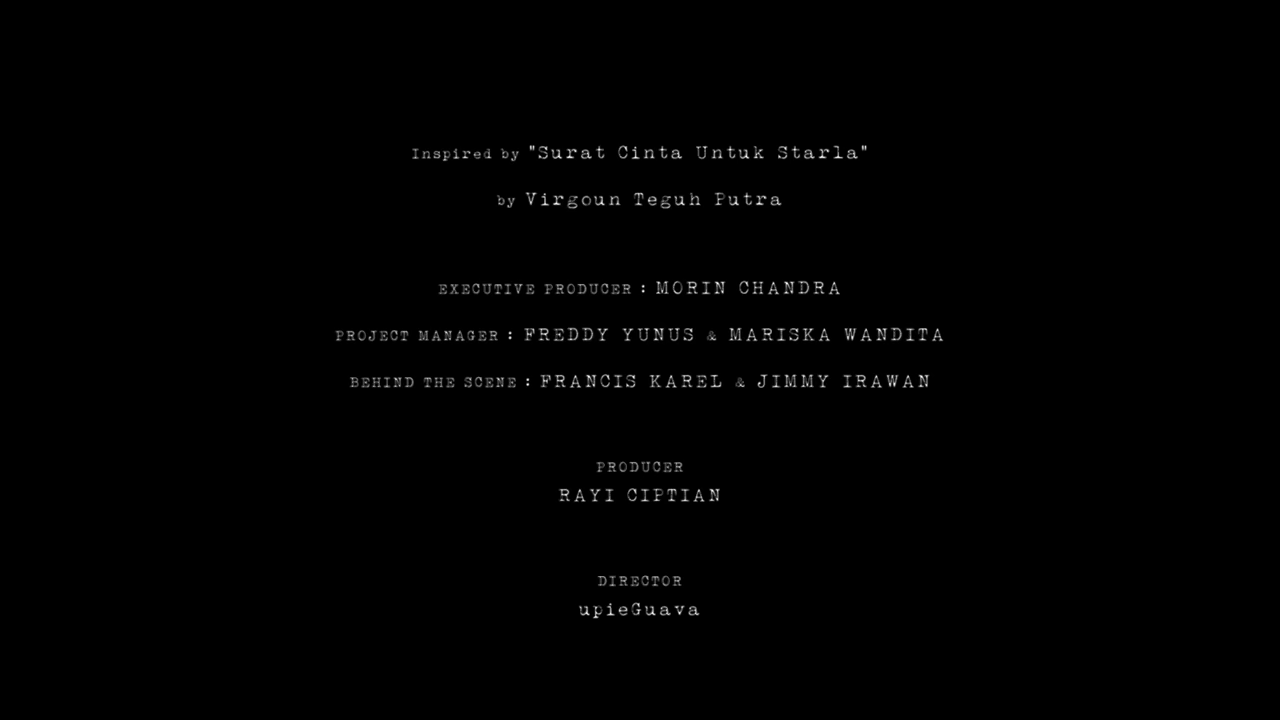 Inspired by "Surat Cinta Untuk Starla"
by Virgoun Teguh Putra
EXECUTIVE PRODUCER : MORIN CHANDRA
PROJECT MANAGER : FREDDY YUNUS & MARISKA WANDITA
BEHIND THE SCENE : FRANCIS KAREL & JIMMY IRAWAN
PRODUCER
RAYI CIPTIAN
DIRECTOR
upieGuava